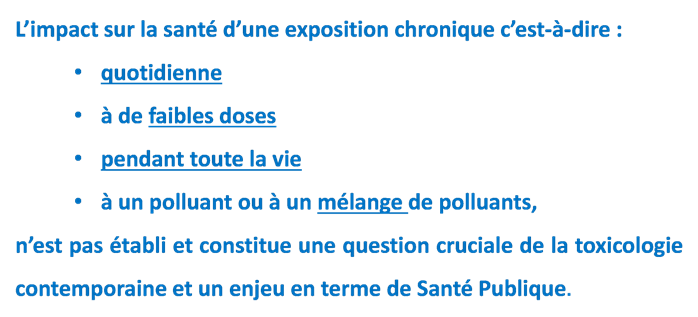 L’impact sur la santé d’une exposition chronique c’est-à-dire :
• quotidienne
• à de faibles doses
• pendant toute la vie
• à un polluant ou à un mélange de polluants,
n’est pas établi et constitue une question cruciale de la toxicologie
contemporaine et un enjeu en terme de Santé Publique.